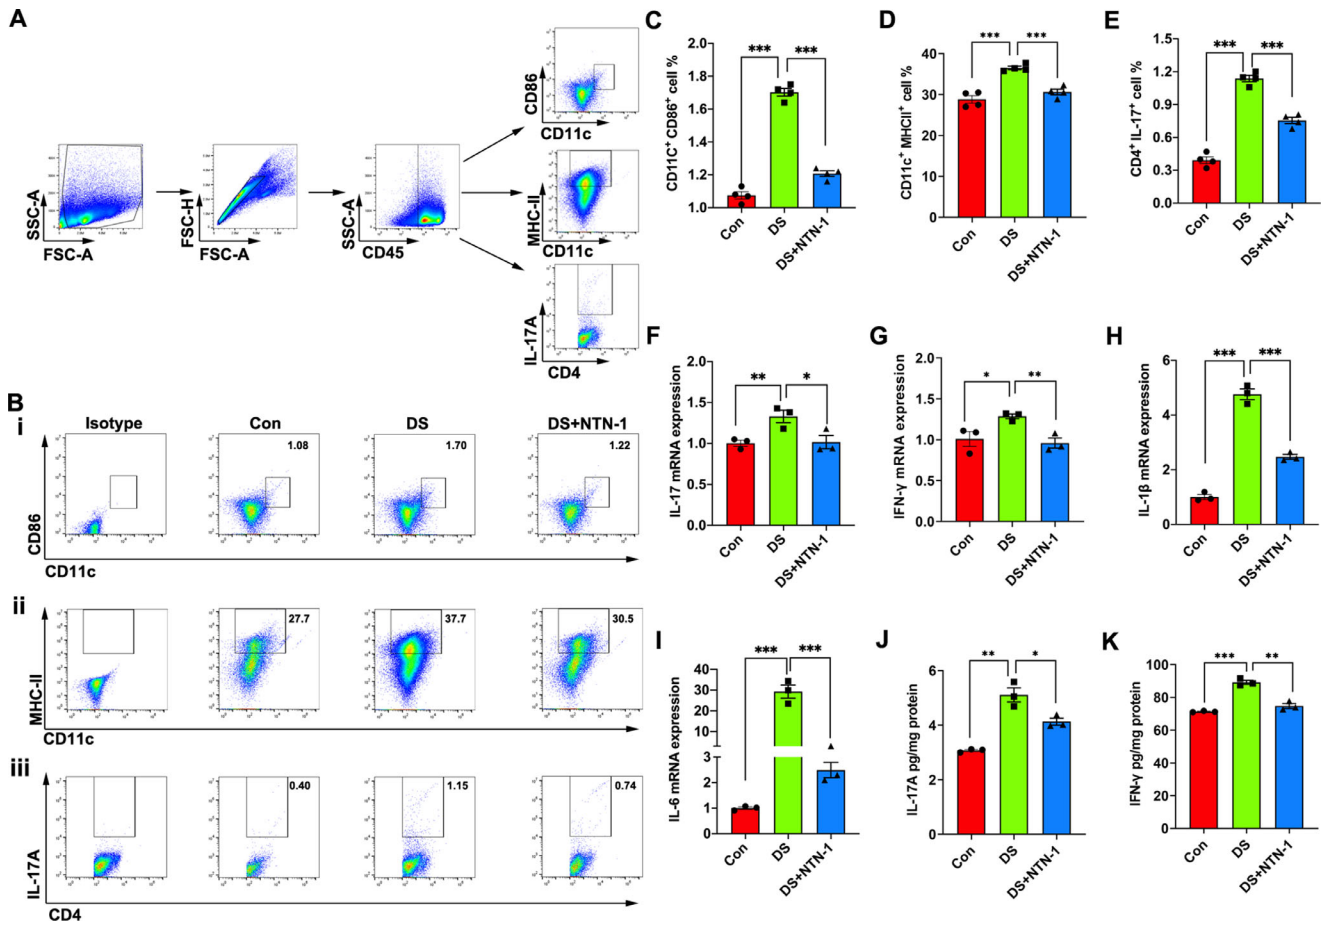 A
SSC-A
FSC-A
FSC-H
FSC-A
SSC-A
CD45
CD86
CD11c
MHC-II
CD11c
IL-17A
CD4
B
i
Isotype
Con
DS
DS+NTN-1
1.08
1.70
1.22
CD86
CD11c
ii
27.7
37.7
30.5
MHC-II
CD11c
iii
0.40
1.15
0.74
IL-17A
CD4
C
CD11C+ CD86+ cell %
2.0
1.8
1.6
1.4
1.2
1.0
*** ***
Con
DS
DS+NTN-1
D
CD11c+ MHCII+ cell %
40
30
20
10
0
*** ***
Con
DS
DS+NTN-1
E
CD4+ IL-17+ cell %
1.5
1.2
0.9
0.6
0.3
0.0
*** ***
Con
DS
DS+NTN-1
F
IL-17 mRNA expression
2.0
1.5
1.0
0.5
0.0
** *
Con
DS
DS+NTN-1
G
IFN-γ mRNA expression
2.0
1.5
1.0
0.5
0.0
* **
Con
DS
DS+NTN-1
H
IL-1β mRNA expression
6
4
2
0
*** ***
Con
DS
DS+NTN-1
I
IL-6 mRNA expression
40
30
20
10
3
2
1
0
*** ***
Con
DS
DS+NTN-1
J
IL-17A pg/mg protein
6
4
2
0
** *
Con
DS
DS+NTN-1
K
IFN-γ pg/mg protein
100
80
60
40
20
0
*** **
Con
DS
DS+NTN-1